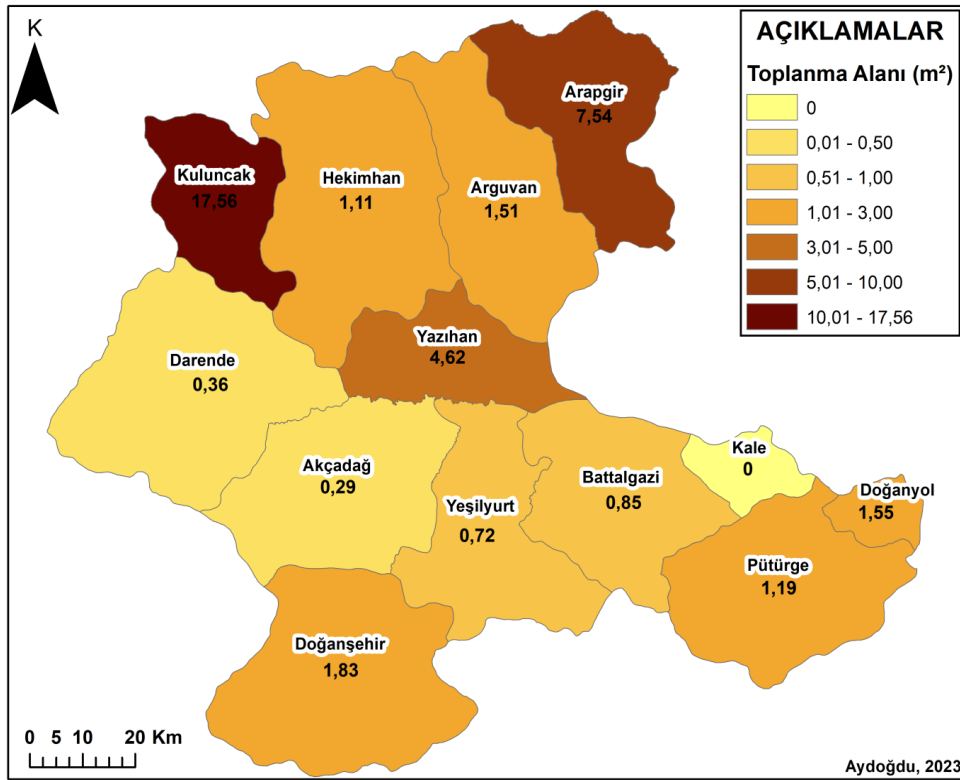 K
AÇIKLAMALAR
Toplanma Alanı (m²)
0
0,01 - 0,50
0,51 - 1,00
1,01 - 3,00
3,01 - 5,00
5,01 - 10,00
10,01 - 17,56
Arapgir
7,54
Kuluncak
17,56
Hekimhan
1,11
Arguvan
1,51
Yazıhan
4,62
Darende
0,36
Akçadağ
0,29
Yeşilyurt
0,72
Battalgazi
0,85
Kale
0
Doğanyol
1,55
Pütürge
1,19
Doğanşehir
1,83
0 5 10 20 Km
Aydoğdu, 2023